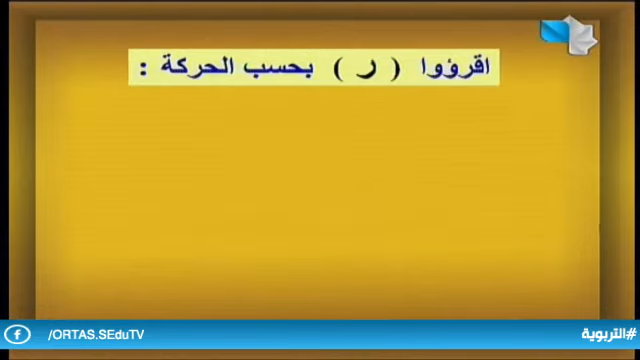 اقرؤوا ( ر ) بحسب الحركة :
/ORTAS.SEduTV
#التربوية